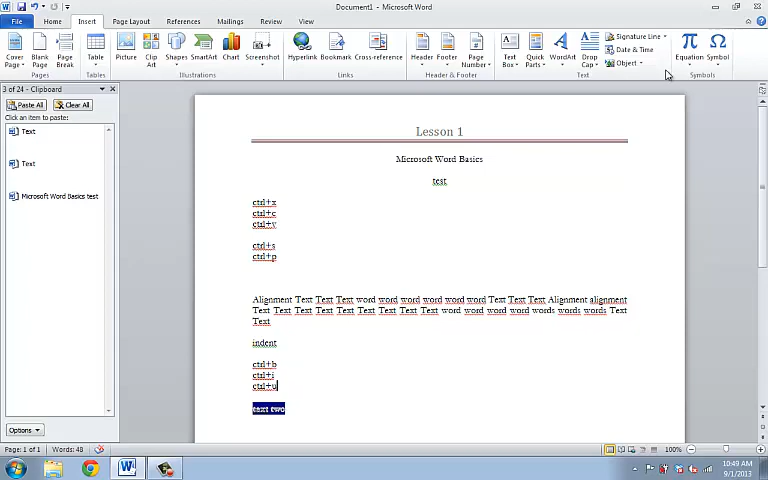 Document1 - Microsoft Word
File Home Insert Page Layout References Mailings Review View
Cover Page Blank Page Page Break Table Picture Clip Art Shapes SmartArt Chart Screenshot Hyperlink Bookmark Cross-reference Header Footer Page Number Text Box Quick Parts WordArt Drop Cap Signature Line Date & Time Object Equation Symbol
Pages Tables Illustrations Links Header & Footer Text Symbols
3 of 24 - Clipboard
Paste All Clear All
Click an item to paste:
Text
Text
Microsoft Word Basics test
Options
Lesson 1
Microsoft Word Basics
test
ctrl+x
ctrl+c
ctrl+v
ctrl+s
ctrl+p
Alignment Text Text Text word word word word word word Text Text Text Alignment alignment
Text Text Text Text Text Text Text Text Text word word word word words words words Text
Text
indent
ctrl+b
ctrl+i
ctrl+u
text two
Page: 1 of 1 Words: 48 100%
10:49 AM
9/1/2013